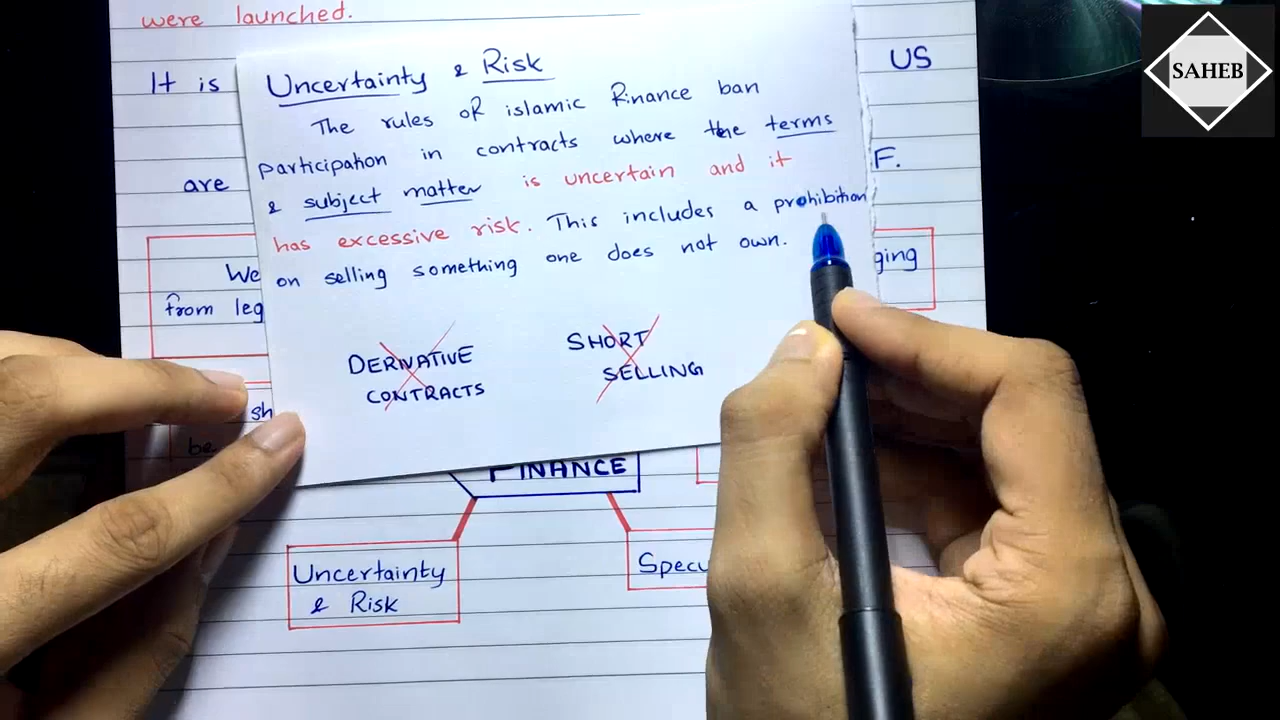 were launched.
It is
US
are
F.
We
from leg
ging
sh
be
Uncertainty & Risk
The rules of islamic Finance ban
participation in contracts where the terms
& subject matter is uncertain and it
has excessive risk. This includes a prohibition
on selling something one does not own.
DERIVATIVE
CONTRACTS
SHORT
SELLING
FINANCE
Uncertainty
& Risk
Specu
SAHEB